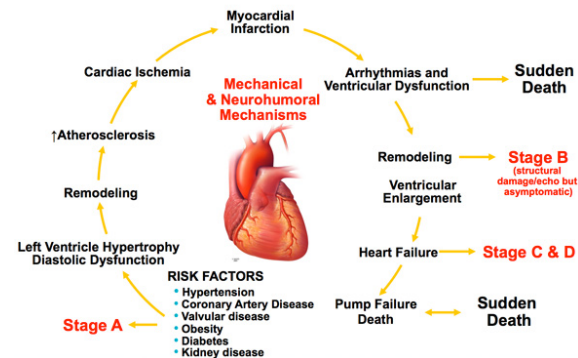 Myocardial
Infarction
Cardiac Ischemia
Arrhythmias and
Ventricular Dysfunction
Sudden
Death
Mechanical
& Neurohumoral
Mechanisms
↑Atherosclerosis
Remodeling
Stage B
(structural
damage/echo but
asymptomatic)
Ventricular
Enlargement
Remodeling
Left Ventricle Hypertrophy
Diastolic Dysfunction
Heart Failure
Stage C & D
RISK FACTORS
• Hypertension
• Coronary Artery Disease
• Valvular disease
• Obesity
• Diabetes
• Kidney disease
Stage A
Pump Failure
Death
Sudden
Death